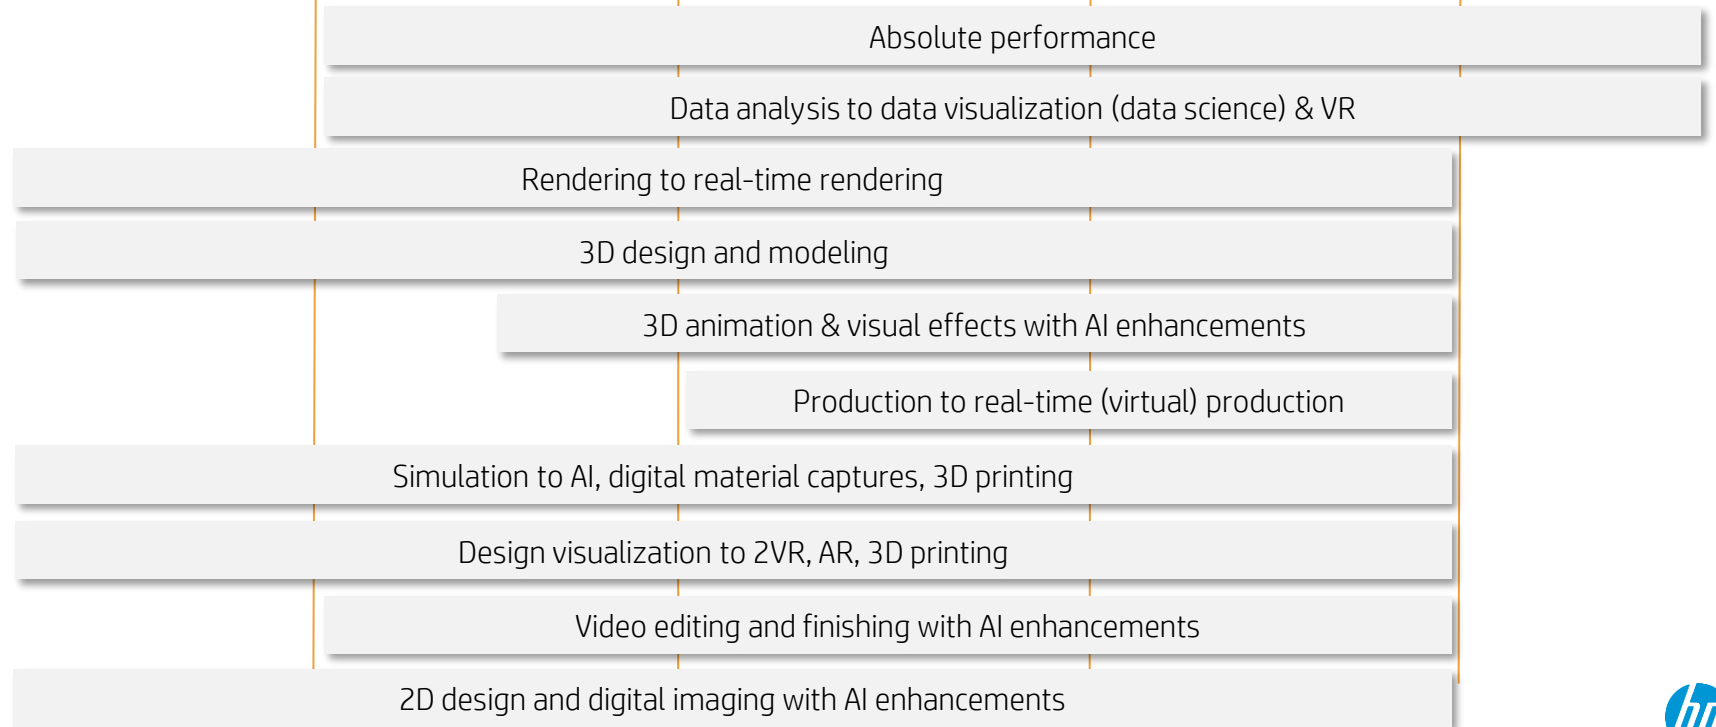 Absolute performance
Data analysis to data visualization (data science) & VR
Rendering to real-time rendering
3D design and modeling
3D animation & visual effects with AI enhancements
Production to real-time (virtual) production
Simulation to AI, digital material captures, 3D printing
Design visualization to 2VR, AR, 3D printing
Video editing and finishing with AI enhancements
2D design and digital imaging with AI enhancements
hp